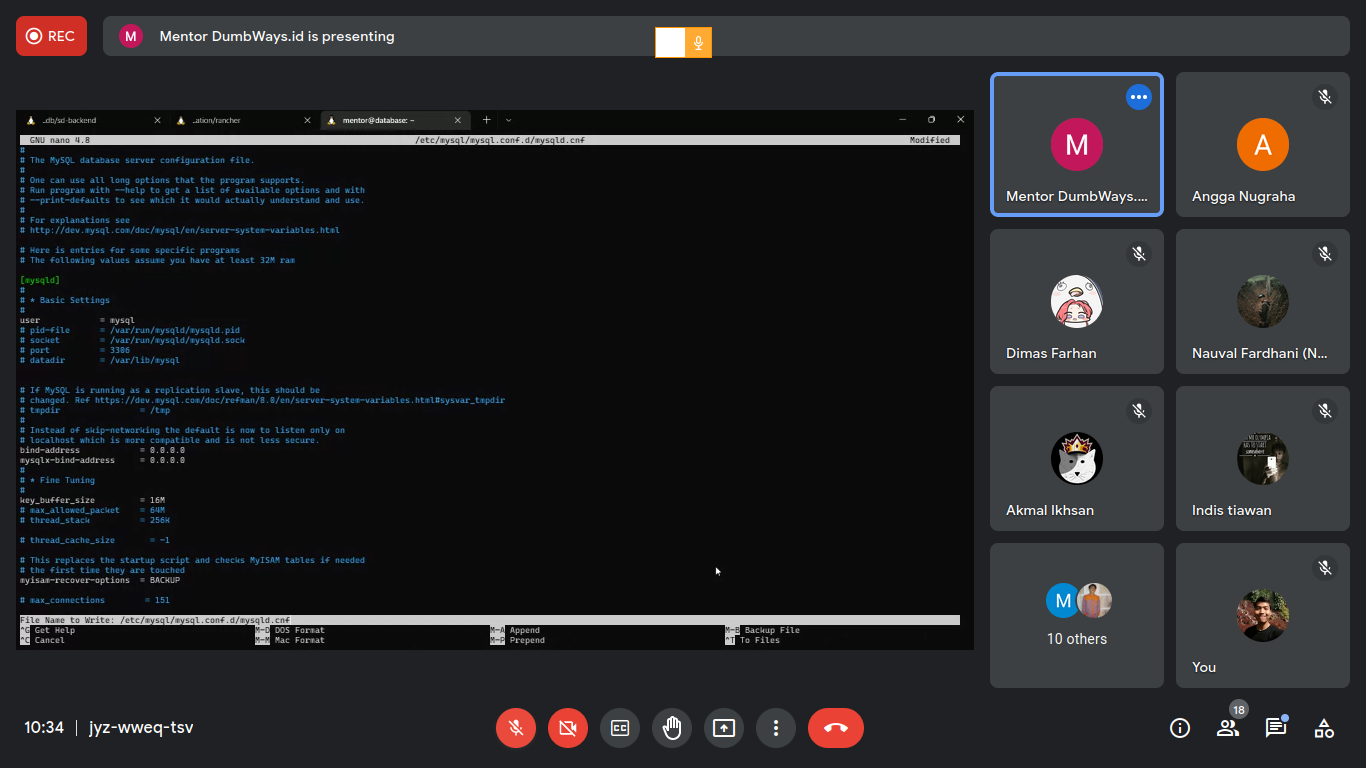 REC
M
Mentor DumbWays.id is presenting
_db/sd-backend
..ation/rancher
mentor@database: ~
GNU nano 4.8
/etc/mysql/mysql.conf.d/mysqld.cnf
Modified
#
# The MySQL database server configuration file.
#
# One can use all long options that the program supports.
# Run program with --help to get a list of available options and with
# --print-defaults to see which it would actually understand and use.
#
# For explanations see
# http://dev.mysql.com/doc/mysql/en/server-system-variables.html
# Here is entries for some specific programs
# The following values assume you have at least 32M ram
[mysqld]
#
# * Basic Settings
#
user = mysql
# pid-file = /var/run/mysqld/mysqld.pid
# socket = /var/run/mysqld/mysqld.sock
# port = 3306
# datadir = /var/lib/mysql
# If MySQL is running as a replication slave, this should be
# changed. Ref https://dev.mysql.com/doc/refman/8.0/en/server-system-variables.html#sysvar_tmpdir
# tmpdir = /tmp
#
# Instead of skip-networking the default is now to listen only on
# localhost which is more compatible and is not less secure.
bind-address = 0.0.0.0
mysqlx-bind-address = 0.0.0.0
#
# * Fine Tuning
#
key_buffer_size = 16M
# max_allowed_packet = 64M
# thread_stack = 256K
# thread_cache_size = -1
# This replaces the startup script and checks MyISAM tables if needed
# the first time they are touched
myisam-recover-options = BACKUP
# max_connections = 151
File Name to Write: /etc/mysql/mysql.conf.d/mysqld.cnf
^G Get Help
M-D DOS Format
M-A Append
M-B Backup File
^C Cancel
M-M Mac Format
M-P Prepend
^T To Files
M
Mentor DumbWays....
A
Angga Nugraha
Dimas Farhan
Nauval Fardhani (N...
Akmal Ikhsan
Indis tiawan
M
10 others
You
10:34
jyz-wweq-tsv
CC
18